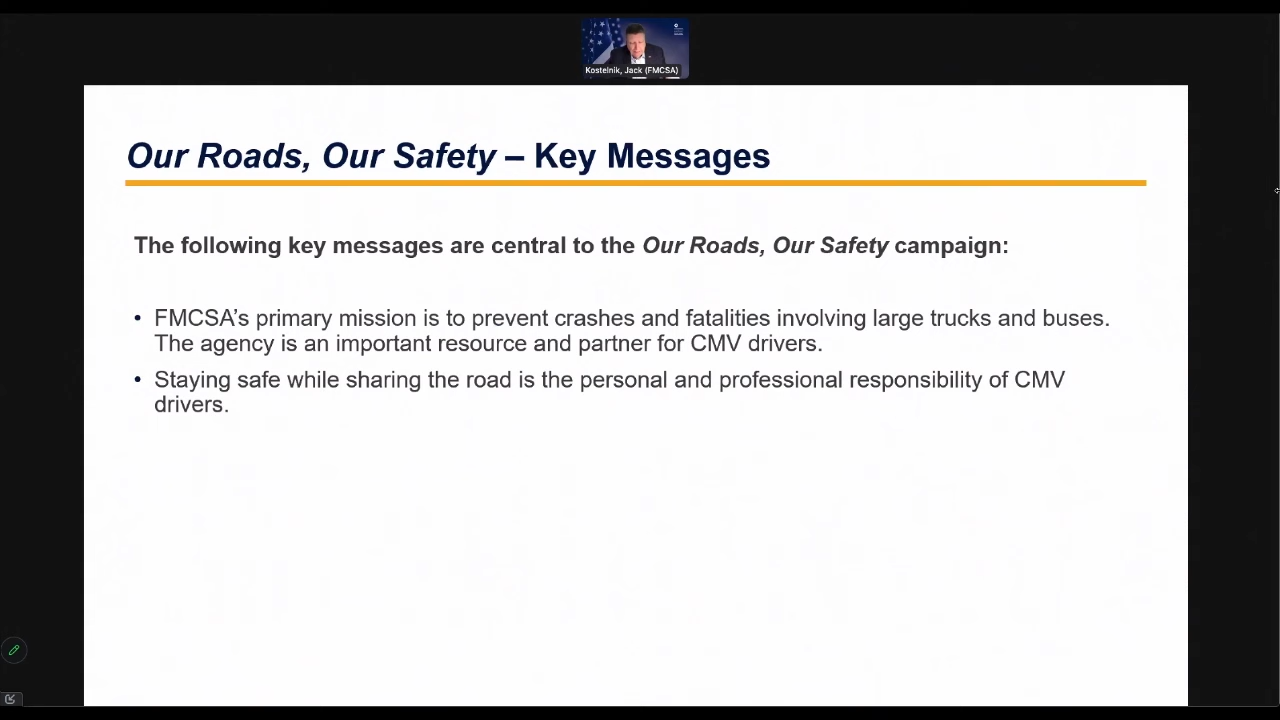 Kostelnik, Jack (FMCSA)
Our Roads, Our Safety – Key Messages
The following key messages are central to the Our Roads, Our Safety campaign:
• FMCSA’s primary mission is to prevent crashes and fatalities involving large trucks and buses.
The agency is an important resource and partner for CMV drivers.
• Staying safe while sharing the road is the personal and professional responsibility of CMV
drivers.